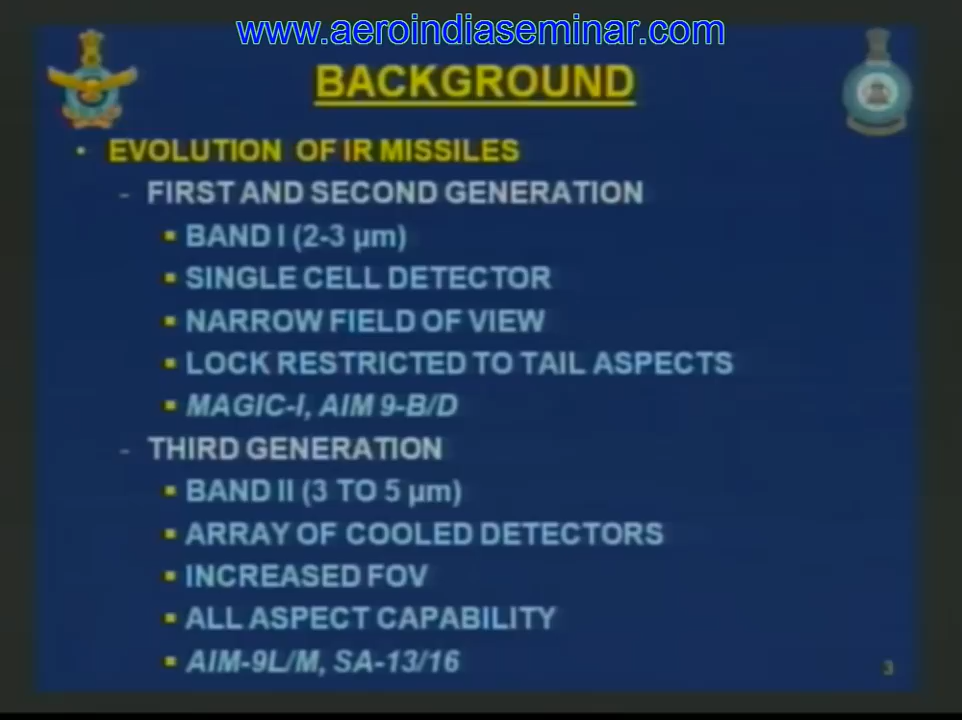 www.aeroindiaseminar.com
BACKGROUND
• EVOLUTION OF IR MISSILES
- FIRST AND SECOND GENERATION
▪ BAND I (2-3 µm)
▪ SINGLE CELL DETECTOR
▪ NARROW FIELD OF VIEW
▪ LOCK RESTRICTED TO TAIL ASPECTS
▪ MAGIC-I, AIM 9-B/D
- THIRD GENERATION
▪ BAND II (3 TO 5 µm)
▪ ARRAY OF COOLED DETECTORS
▪ INCREASED FOV
▪ ALL ASPECT CAPABILITY
▪ AIM-9L/M, SA-13/16
3